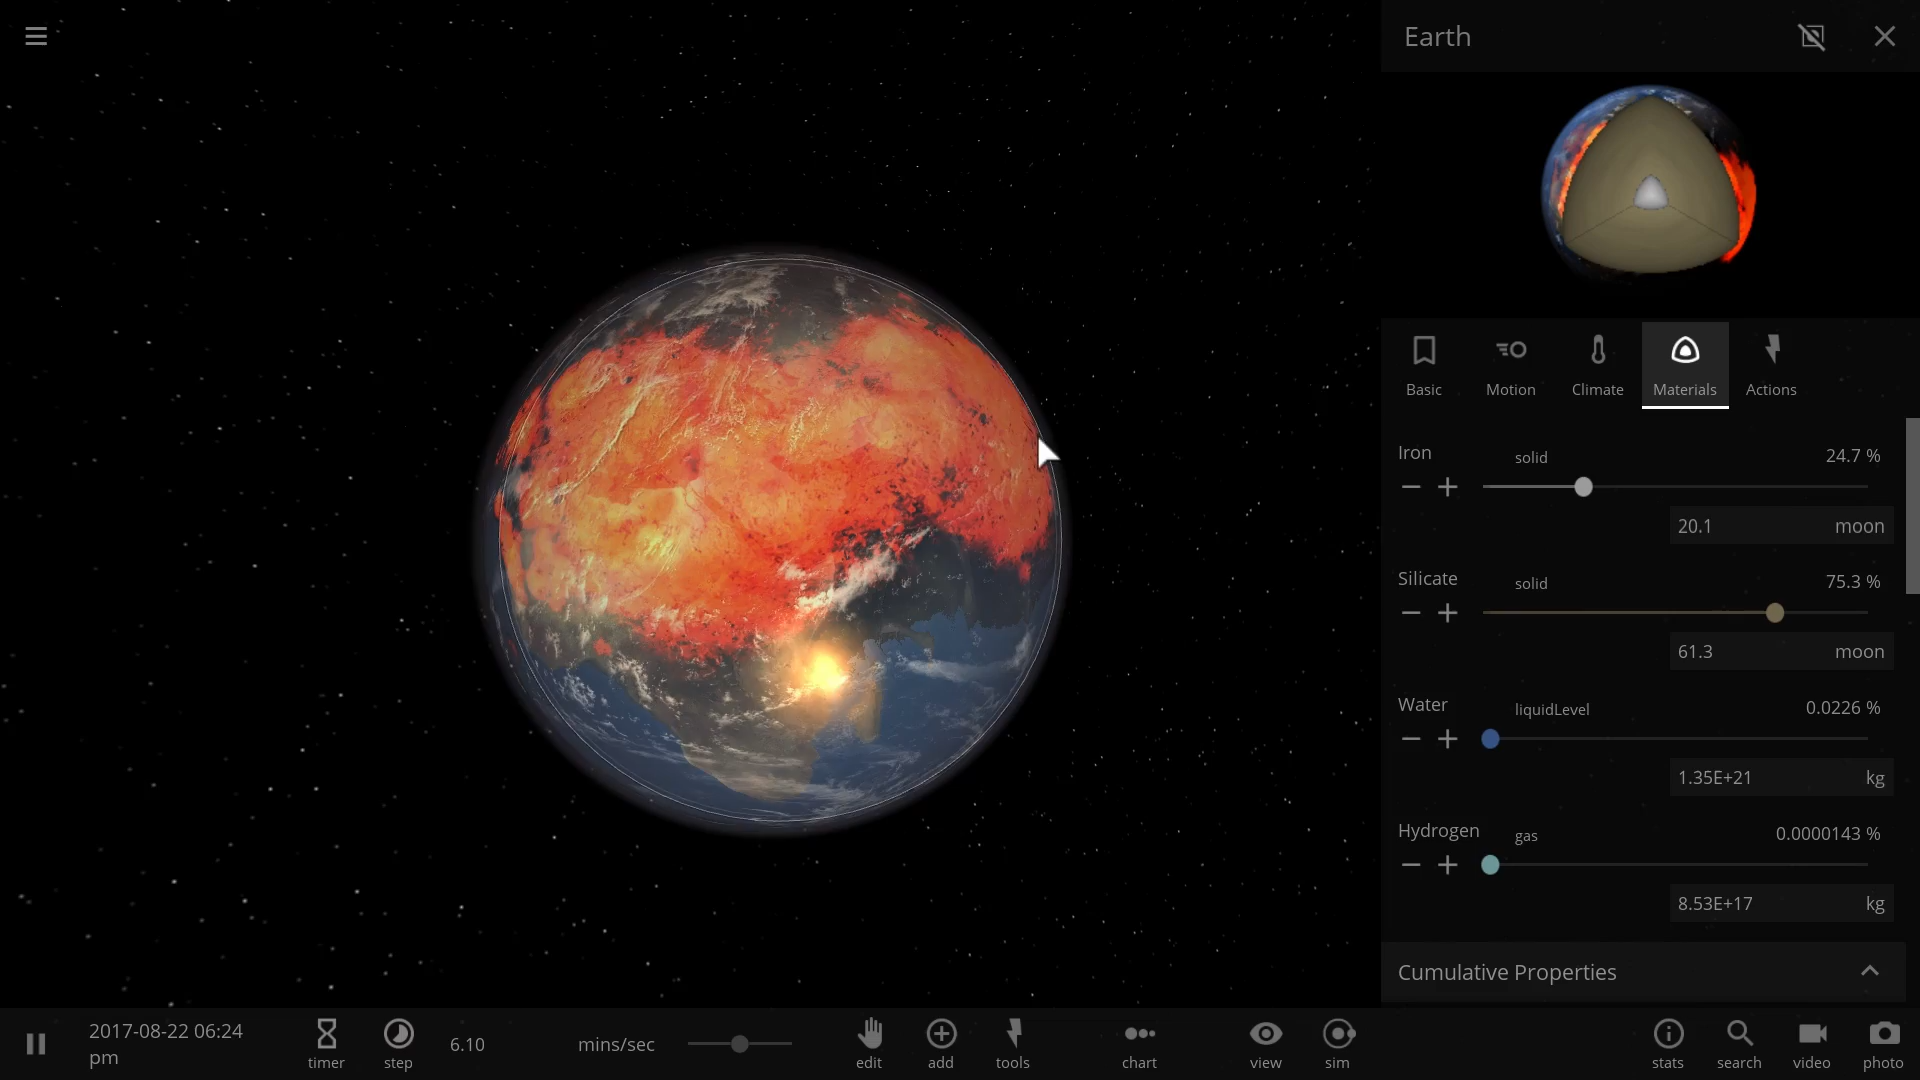 Earth
Basic
Motion
Climate
Materials
Actions
Iron
solid
24.7 %
20.1 moon
Silicate
solid
75.3 %
61.3 moon
Water
liquidLevel
0.0226 %
1.35E+21 kg
Hydrogen
gas
0.0000143 %
8.53E+17 kg
Cumulative Properties
2017-08-22 06:24
pm
timer
step
6.10
mins/sec
edit
add
tools
chart
view
sim
stats
search
video
photo